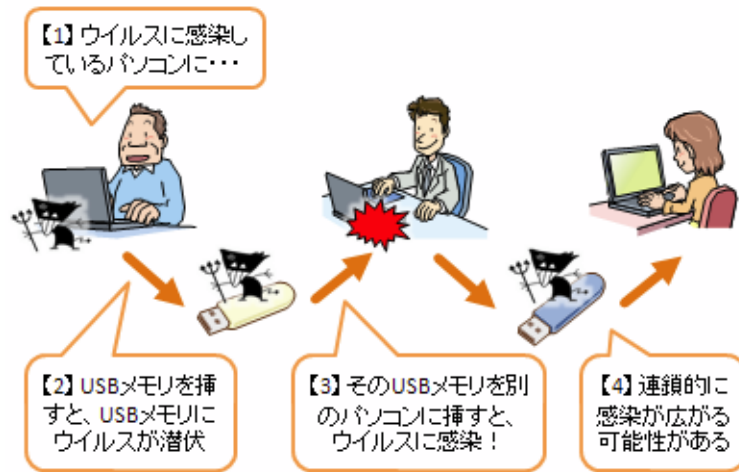 【1】ウイルスに感染し
ているパソコンに・・・
【2】USBメモリを挿
すと、USBメモリに
ウイルスが潜伏
【3】そのUSBメモリを別
のパソコンに挿すと、
ウイルスに感染！
【4】連鎖的に
感染が広がる
可能性がある